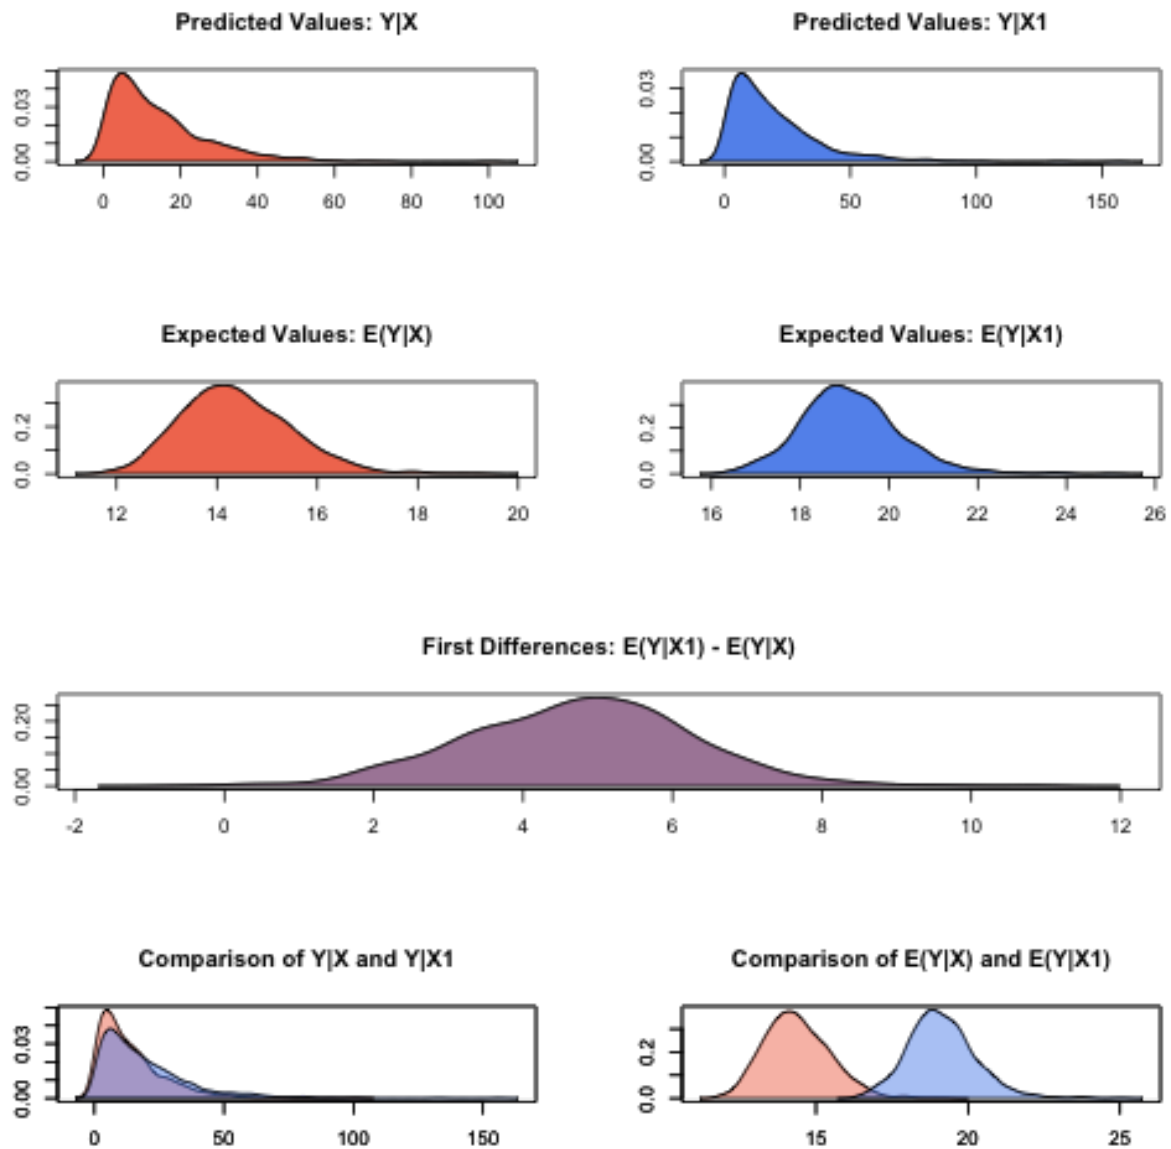 Predicted Values: Y|X
0.00 0.03
0 20 40 60 80 100
Predicted Values: Y|X1
0.00 0.03
0 50 100 150
Expected Values: E(Y|X)
0.0 0.2
12 14 16 18 20
Expected Values: E(Y|X1)
0.0 0.2
16 18 20 22 24 26
First Differences: E(Y|X1) - E(Y|X)
0.00 0.20
-2 0 2 4 6 8 10 12
Comparison of Y|X and Y|X1
0.00 0.03
0 50 100 150
Comparison of E(Y|X) and E(Y|X1)
0.0 0.2
15 20 25